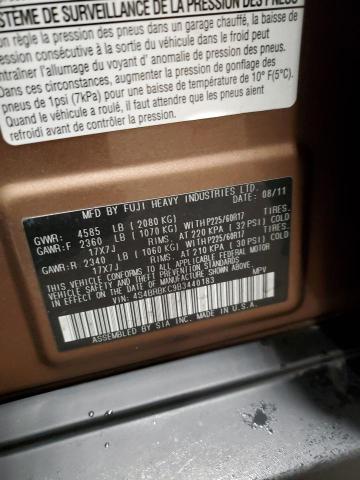 SYSTÈME DE SURVEILLANCE DE LA PRESSION DES PNEUS
on règle la pression des pneus dans un garage chauffé, la baisse de
pression consécutive à la sortie du véhicule dans le froid peut
entraîner l'allumage du voyant d' anomalie de pression des pneus.
Dans ces circonstances, augmenter la pression de gonflage des
pneus de 1psi (7kPa) pour une baisse de température de 10° F(5°C).
Quand le véhicule a roulé, il faut attendre que les pneus aient
refroidi avant de contrôler la pression.
MFD BY FUJI HEAVY INDUSTRIES LTD. DATE: 08/11
GVWR: 4585 LB (2080 KG)
GAWR:F 2360 LB (1070 KG) WITH P225/60R17 TIRES.
17X7J RIMS. AT 220 KPA ( 32 PSI) COLD
GAWR:R 2340 LB (1060 KG) WITH P225/60R17 TIRES.
17X7J RIMS. AT 210 KPA ( 30 PSI) COLD
THIS VEHICLE CONFORMS TO ALL APPLICABLE FEDERAL MOTOR
VEHICLE SAFETY AND THEFT PREVENTION STANDARDS IN EFFECT
ON THE DATE OF MANUFACTURE SHOWN ABOVE.
VIN: 4S4BRBKC9B3440183 MPV
ASSEMBLED BY SIA INC. MADE IN U.S.A.